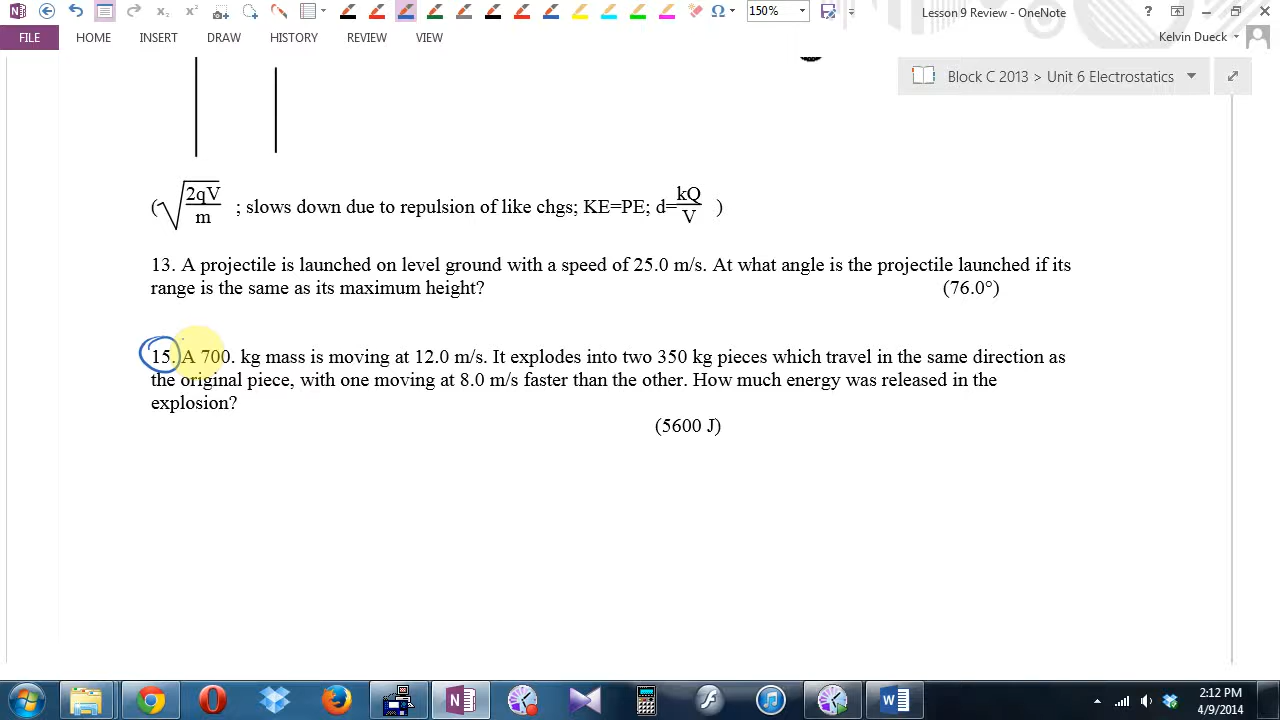 Lesson 9 Review - OneNote
150%
FILE HOME INSERT DRAW HISTORY REVIEW VIEW
Kelvin Dueck
Block C 2013 > Unit 6 Electrostatics
(√2qV/m ; slows down due to repulsion of like chgs; KE=PE; d=kQ/V )
13. A projectile is launched on level ground with a speed of 25.0 m/s. At what angle is the projectile launched if its
range is the same as its maximum height? (76.0°)
15. A 700. kg mass is moving at 12.0 m/s. It explodes into two 350 kg pieces which travel in the same direction as
the original piece, with one moving at 8.0 m/s faster than the other. How much energy was released in the
explosion?
(5600 J)
2:12 PM
4/9/2014